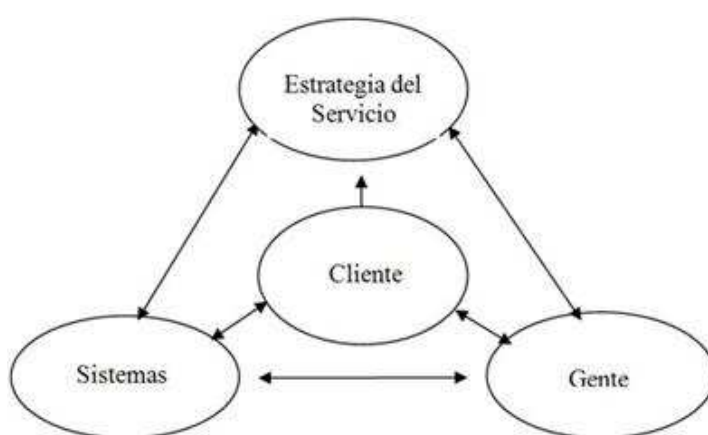 Estrategia del
Servicio
Cliente
Sistemas
Gente